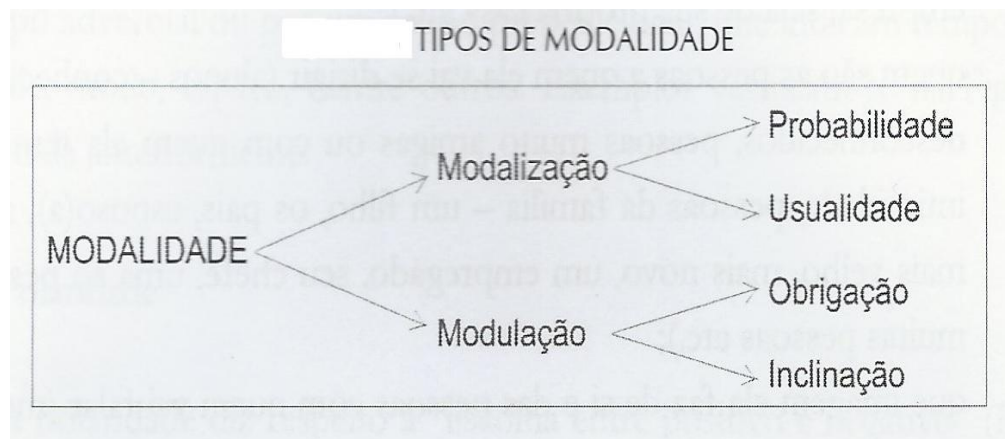 TIPOS DE MODALIDADE
Probabilidade
Modalização
Usualidade
MODALIDADE
Obrigação
Modulação
Inclinação